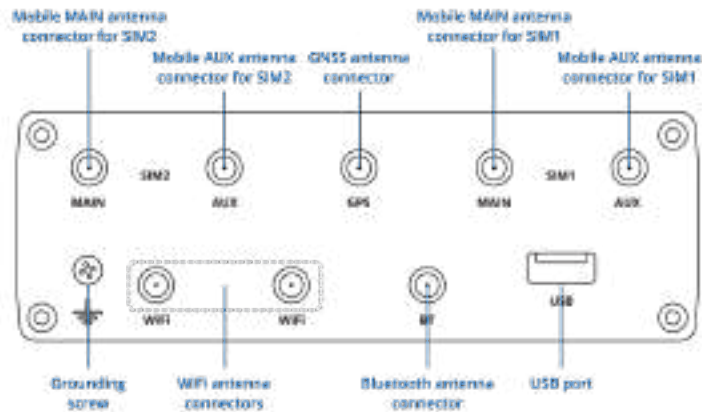 Mobile MAIN antenna
connector for SIM2
Mobile AUX antenna
connector for SIM2
GNSS antenna
connector
Mobile MAIN antenna
connector for SIM1
Mobile AUX antenna
connector for SIM1
MAIN
SIM2
AUX
GPS
MAIN
SIM1
AUX
WiFi
WiFi
BT
USB
Grounding
screw
WiFi antenna
connectors
Bluetooth antenna
connector
USB port